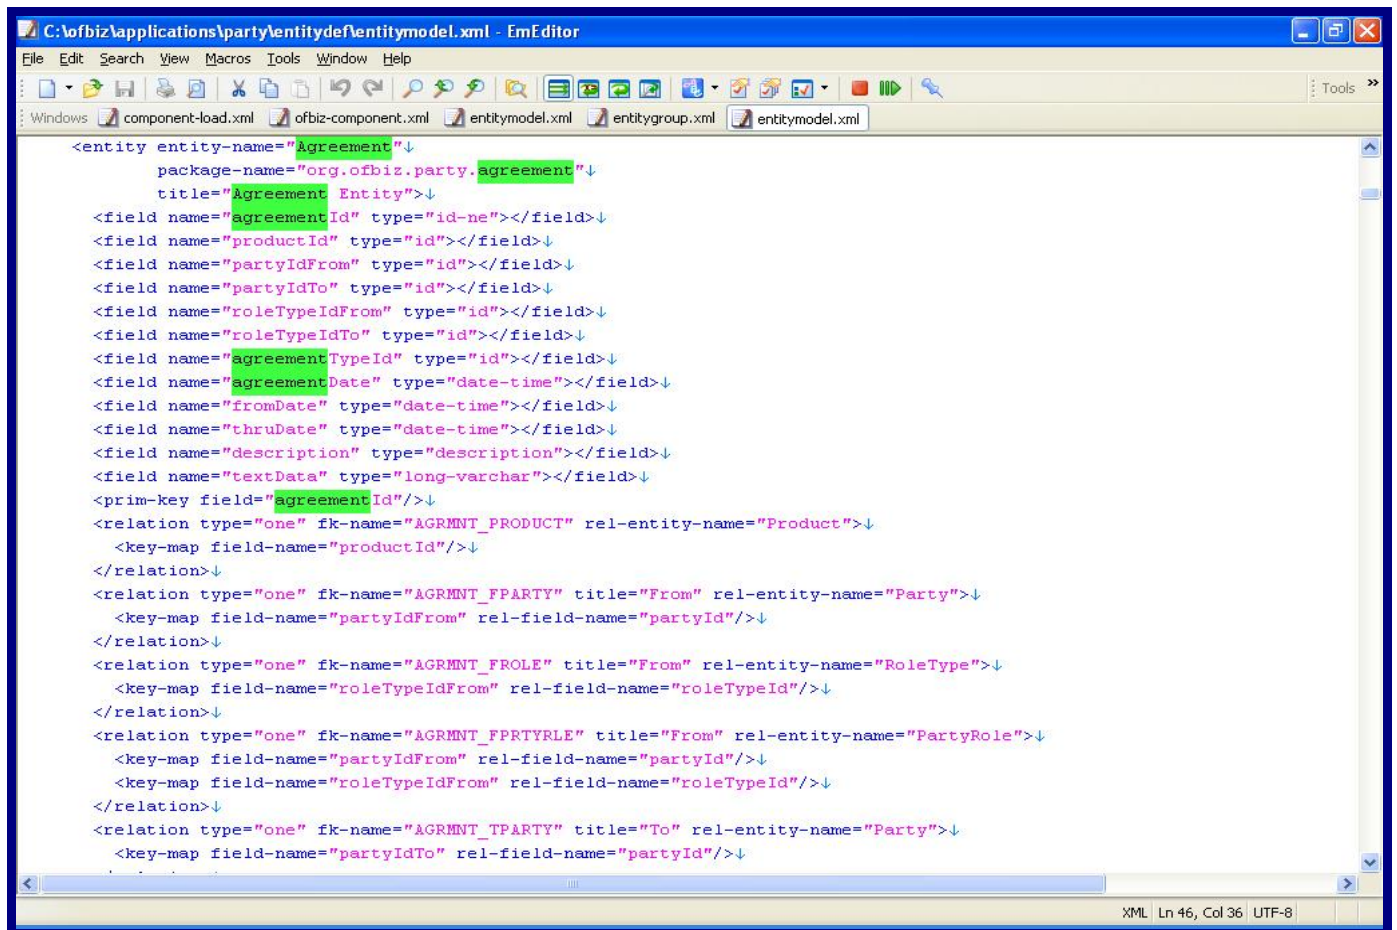 C:\ofbiz\applications\party\entitydef\entitymodel.xml - EmEditor
File Edit Search View Macros Tools Window Help
Tools »
Windows component-load.xml ofbiz-component.xml entitymodel.xml entitygroup.xml entitymodel.xml
<entity entity-name="Agreement"↓
package-name="org.ofbiz.party.agreement"↓
title="Agreement Entity">↓
<field name="agreementId" type="id-ne"></field>↓
<field name="productId" type="id"></field>↓
<field name="partyIdFrom" type="id"></field>↓
<field name="partyIdTo" type="id"></field>↓
<field name="roleTypeIdFrom" type="id"></field>↓
<field name="roleTypeIdTo" type="id"></field>↓
<field name="agreementTypeId" type="id"></field>↓
<field name="agreementDate" type="date-time"></field>↓
<field name="fromDate" type="date-time"></field>↓
<field name="thruDate" type="date-time"></field>↓
<field name="description" type="description"></field>↓
<field name="textData" type="long-varchar"></field>↓
<prim-key field="agreementId"/>↓
<relation type="one" fk-name="AGRMNT_PRODUCT" rel-entity-name="Product">↓
<key-map field-name="productId"/>↓
</relation>↓
<relation type="one" fk-name="AGRMNT_FPARTY" title="From" rel-entity-name="Party">↓
<key-map field-name="partyIdFrom" rel-field-name="partyId"/>↓
</relation>↓
<relation type="one" fk-name="AGRMNT_FROLE" title="From" rel-entity-name="RoleType">↓
<key-map field-name="roleTypeIdFrom" rel-field-name="roleTypeId"/>↓
</relation>↓
<relation type="one" fk-name="AGRMNT_FPRTYRLE" title="From" rel-entity-name="PartyRole">↓
<key-map field-name="partyIdFrom" rel-field-name="partyId"/>↓
<key-map field-name="roleTypeIdFrom" rel-field-name="roleTypeId"/>↓
</relation>↓
<relation type="one" fk-name="AGRMNT_TPARTY" title="To" rel-entity-name="Party">↓
<key-map field-name="partyIdTo" rel-field-name="partyId"/>↓
XML Ln 46, Col 36 UTF-8